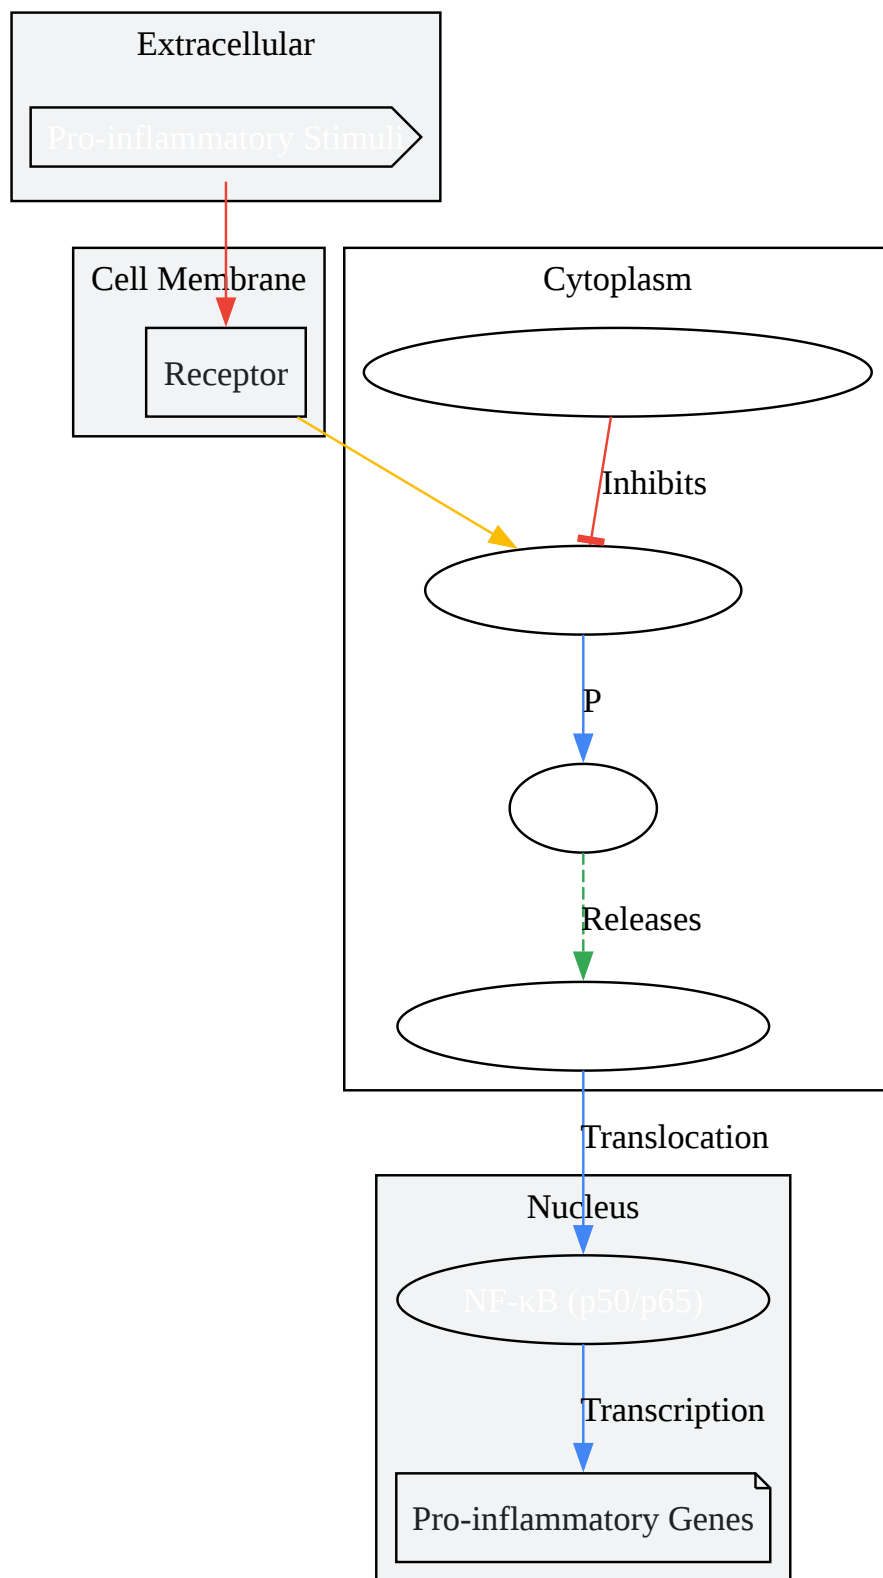 Extracellular
Pro-inflammatory Stimuli
Cell Membrane
Receptor
Cytoplasm
Inhibits
P
Releases
Translocation
Nucleus
NF-κB (p50/p65)
Transcription
Pro-inflammatory Genes